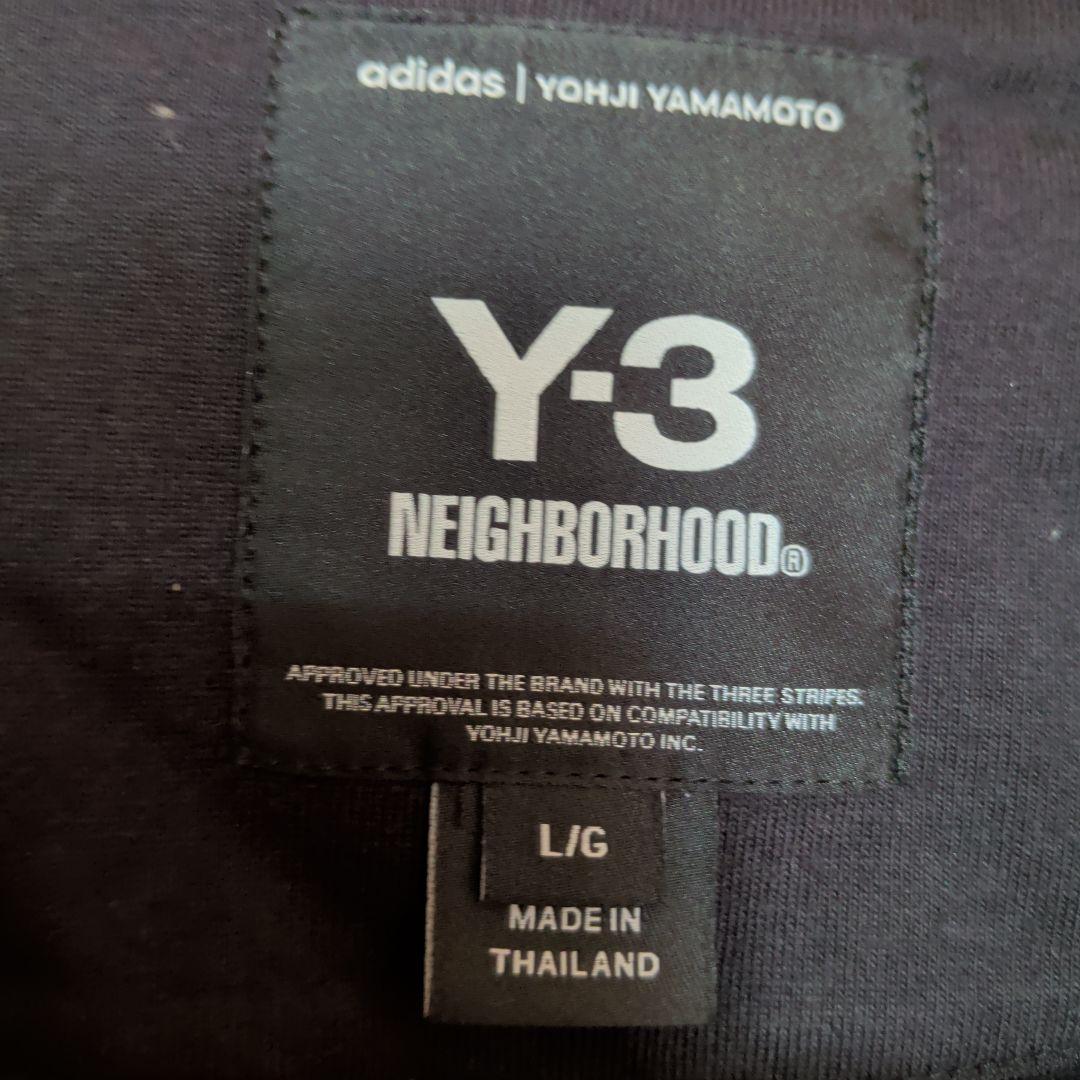 adidas | YOHJI YAMAMOTO
Y-3
NEIGHBORHOOD®
APPROVED UNDER THE BRAND WITH THE THREE STRIPES.
THIS APPROVAL IS BASED ON COMPATIBILITY WITH
YOHJI YAMAMOTO INC.
L/G
MADE IN
THAILAND